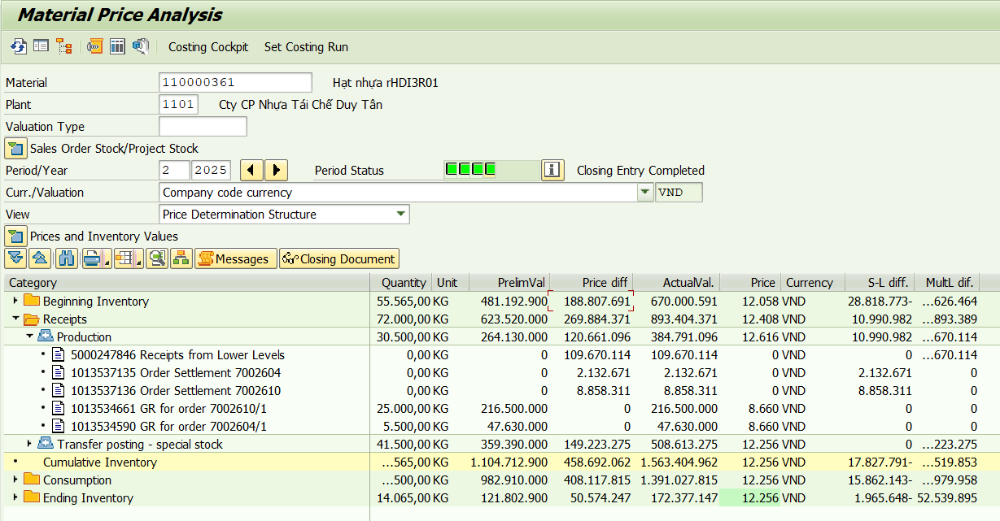 Material Price Analysis
Costing Cockpit Set Costing Run
Material 110000361 Hạt nhựa rHDI3R01
Plant 1101 Cty CP Nhựa Tái Chế Duy Tân
Valuation Type
Sales Order Stock/Project Stock
Period/Year 2 2025 Period Status Closing Entry Completed
Curr./Valuation Company code currency VND
View Price Determination Structure
Prices and Inventory Values
Messages Closing Document
Category Quantity Unit PrelimVal Price diff ActualVal. Price Currency S-L diff. MultL dif.
Beginning Inventory 55.565,00 KG 481.192.900 188.807.691 670.000.591 12.058 VND 28.818.773- ...626.464
Receipts 72.000,00 KG 623.520.000 269.884.371 893.404.371 12.408 VND 10.990.982 ...893.389
Production 30.500,00 KG 264.130.000 120.661.096 384.791.096 12.616 VND 10.990.982 ...670.114
5000247846 Receipts from Lower Levels 0,00 KG 0 109.670.114 109.670.114 0 VND 0 ...670.114
1013537135 Order Settlement 7002604 0,00 KG 0 2.132.671 2.132.671 0 VND 2.132.671 0
1013537136 Order Settlement 7002610 0,00 KG 0 8.858.311 8.858.311 0 VND 8.858.311 0
1013534661 GR for order 7002610/1 25.000,00 KG 216.500.000 0 216.500.000 8.660 VND 0 0
1013534590 GR for order 7002604/1 5.500,00 KG 47.630.000 0 47.630.000 8.660 VND 0 0
Transfer posting - special stock 41.500,00 KG 359.390.000 149.223.275 508.613.275 12.256 VND 0 ...223.275
Cumulative Inventory ...565,00 KG 1.104.712.900 458.692.062 1.563.404.962 12.256 VND 17.827.791- ...519.853
Consumption ...500,00 KG 982.910.000 408.117.815 1.391.027.815 12.256 VND 15.862.143- ...979.958
Ending Inventory 14.065,00 KG 121.802.900 50.574.247 172.377.147 12.256 VND 1.965.648- 52.539.895